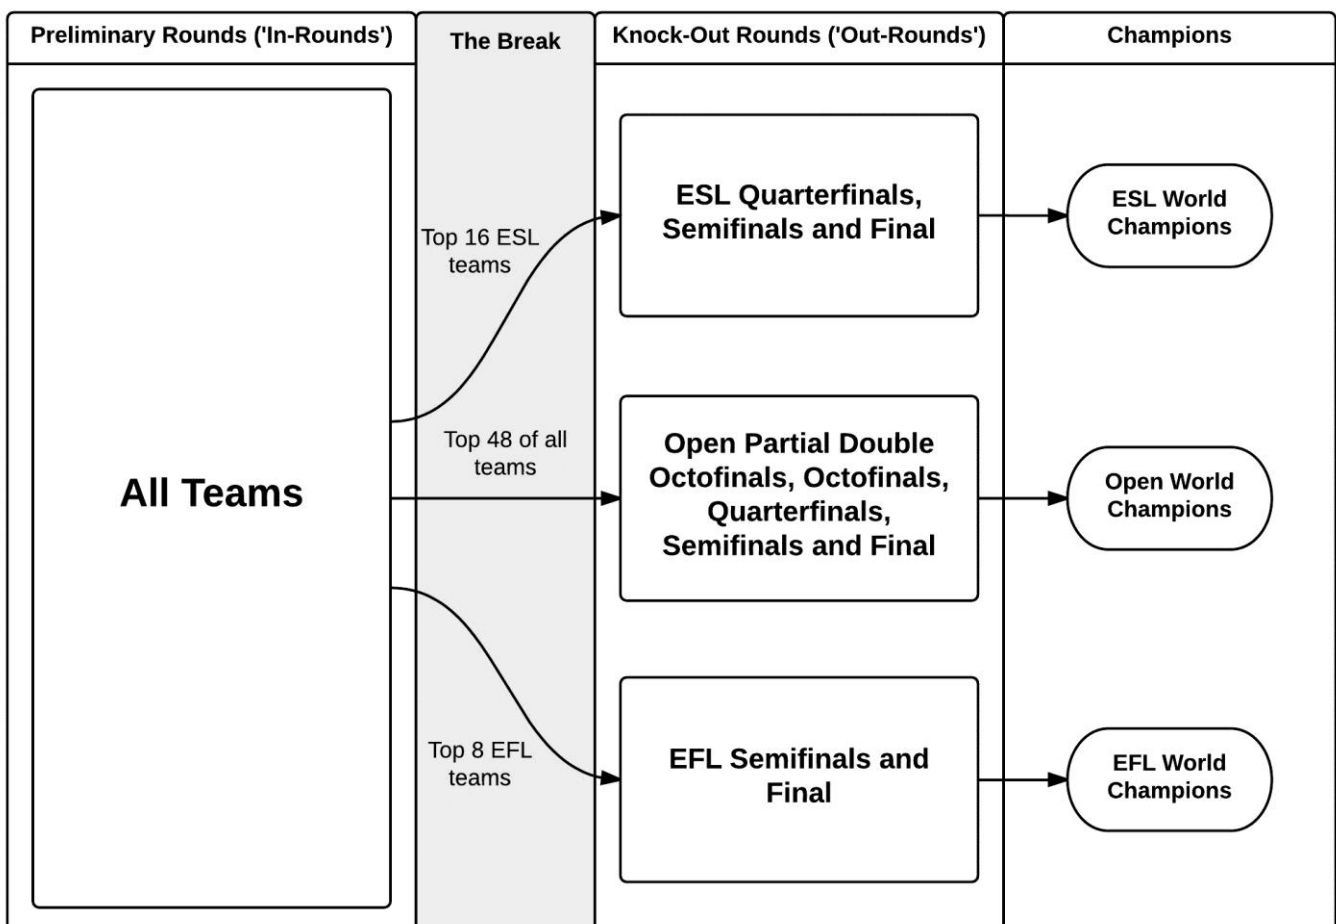 Preliminary Rounds ('In-Rounds')
The Break
Knock-Out Rounds ('Out-Rounds')
Champions
All Teams
Top 16 ESL
teams
ESL Quarterfinals,
Semifinals and Final
ESL World
Champions
Top 48 of all
teams
Open Partial Double
Octofinals, Octofinals,
Quarterfinals,
Semifinals and Final
Open World
Champions
Top 8 EFL
teams
EFL Semifinals and
Final
EFL World
Champions